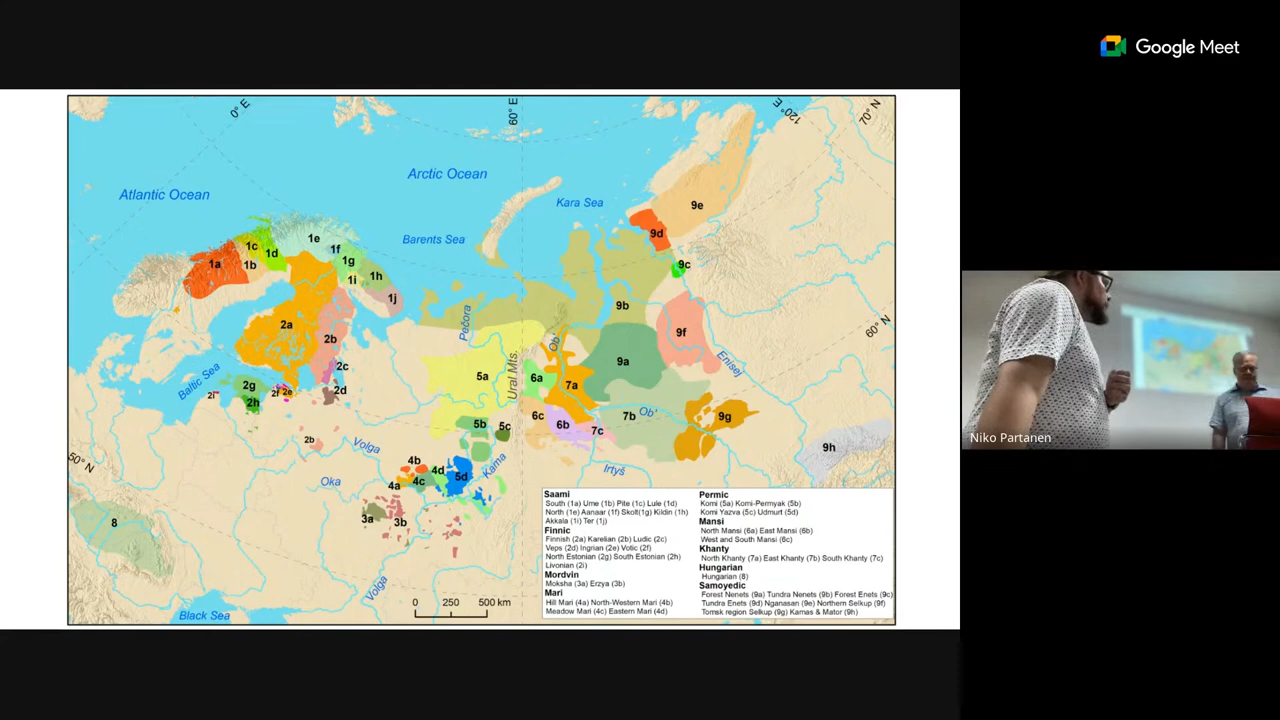 Google Meet
0° E
60° E
120° E
70° N
Arctic Ocean
Atlantic Ocean
Kara Sea
9e
9d
Barents Sea
1e
1c
1f
1d
1g
1a
1b
9c
1i
1h
1j
9b
Pečora
2a
60° N
9f
2b
Ob'
9a
Enisej
2c
Ural Mts.
Baltic Sea
5a
6a
7a
2g
2d
2i
2f
2e
2h
6c
7b
Ob'
9g
5b
5c
6b
7c
2b
Volga
9h
50° N
4b
Kama
4d
5d
Irtyš
4a
4c
Oka
3a
3b
8
Volga
Black Sea
0 250 500 km
Saami
South (1a) Ume (1b) Pite (1c) Lule (1d)
North (1e) Aanaar (1f) Skolt(1g) Kildin (1h)
Akkala (1i) Ter (1j)
Finnic
Finnish (2a) Karelian (2b) Ludic (2c)
Veps (2d) Ingrian (2e) Votic (2f)
North Estonian (2g) South Estonian (2h)
Livonian (2i)
Mordvin
Moksha (3a) Erzya (3b)
Mari
Hill Mari (4a) North-Western Mari (4b)
Meadow Mari (4c) Eastern Mari (4d)
Permic
Komi (5a) Komi-Permyak (5b)
Komi Yazva (5c) Udmurt (5d)
Mansi
North Mansi (6a) East Mansi (6b)
West and South Mansi (6c)
Khanty
North Khanty (7a) East Khanty (7b) South Khanty (7c)
Hungarian
Hungarian (8)
Samoyedic
Forest Nenets (9a) Tundra Nenets (9b) Forest Enets (9c)
Tundra Enets (9d) Nganasan (9e) Northern Selkup (9f)
Tomsk region Selkup (9g) Kamas & Mator (9h)
Niko Partanen